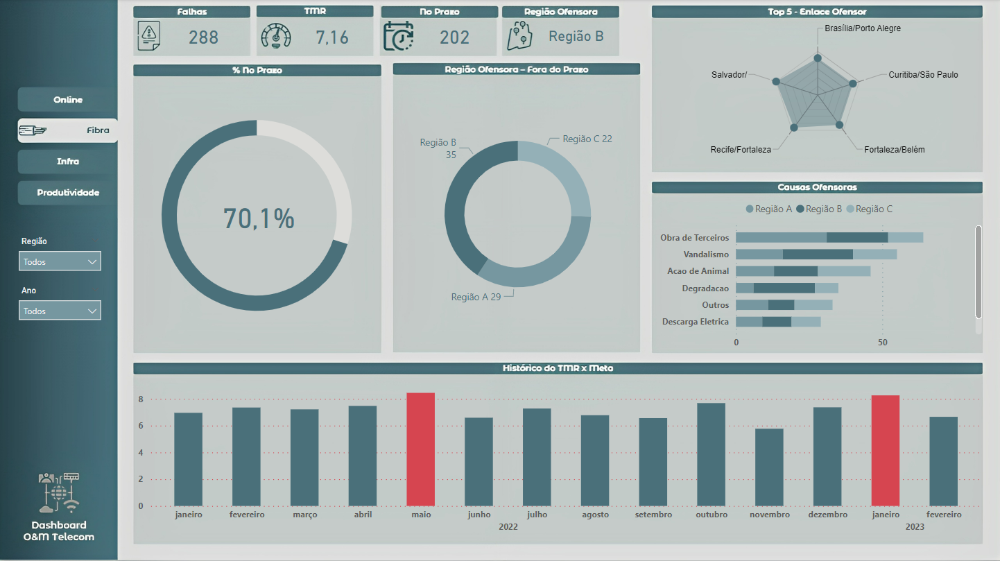 Falhas
288
TMR
7,16
No Prazo
202
Região Ofensora
Região B
Top 5 - Enlace Ofensor
Brasília/Porto Alegre
Salvador/
Curitiba/São Paulo
Recife/Fortaleza
Fortaleza/Belém
Online
Fibra
Infra
Produtividade
Região
Todos
Ano
Todos
Dashboard
O&M Telecom
% No Prazo
70,1%
Região Ofensora – Fora do Prazo
Região B
35
Região C 22
Região A 29
Causas Ofensoras
Região A Região B Região C
Obra de Terceiros
Vandalismo
Acao de Animal
Degradacao
Outros
Descarga Eletrica
0 50
Histórico do TMR x Meta
8
6
4
2
0
janeiro fevereiro março abril maio junho julho agosto setembro outubro novembro dezembro janeiro fevereiro
2022 2023